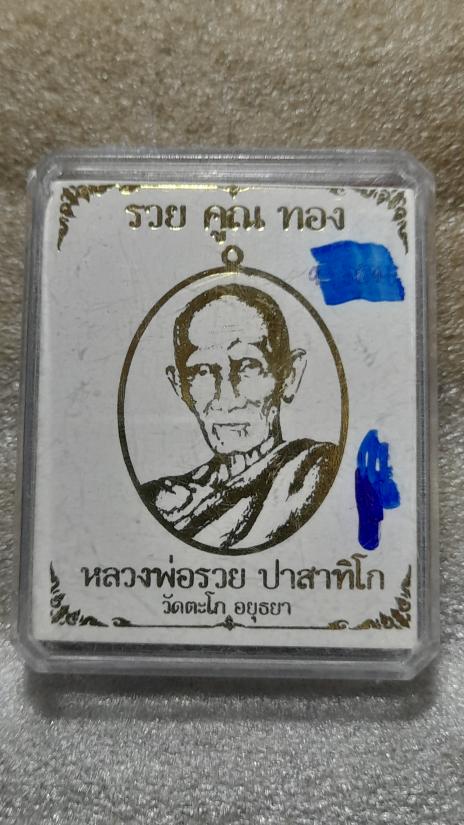 รวย คูณ ทอง
หลวงพ่อรวย ปาสาทิโก
วัดตะโก อยุธยา